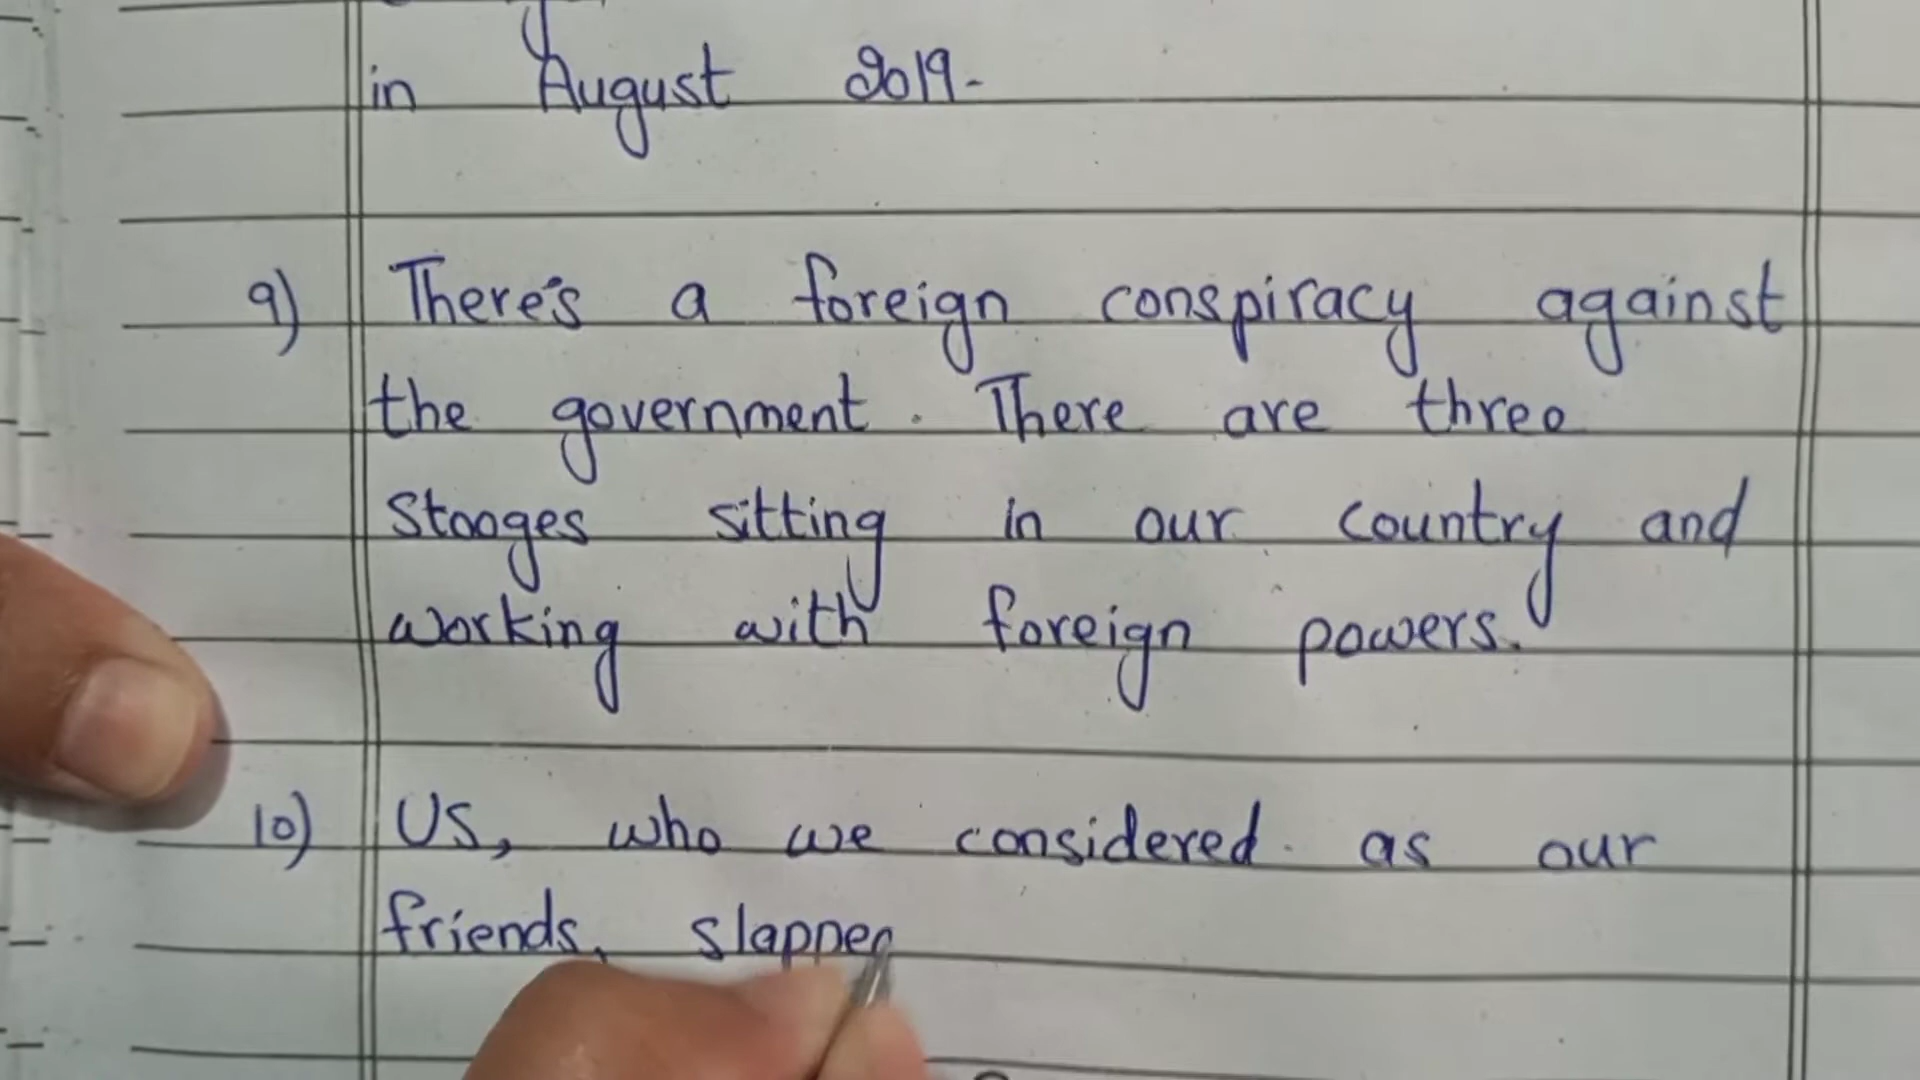 in August 2019-
9) There's a foreign conspiracy against
the government. There are three
stooges sitting in our country and
working with foreign powers.
10) US, who we considered as our
friends, slapped